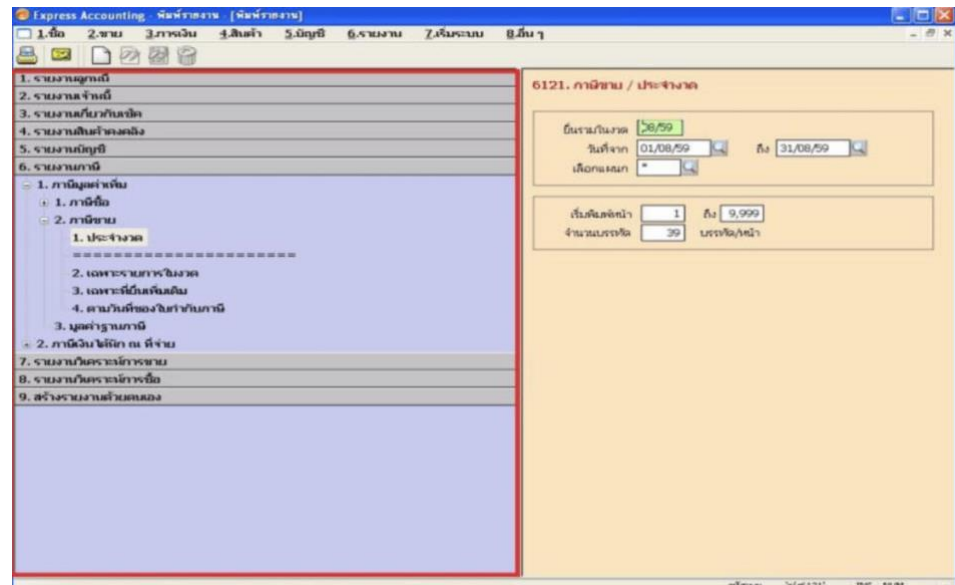 Express Accounting - พิมพ์รายงาน - [พิมพ์รายงาน]
1.ซื้อ 2.ขาย 3.การเงิน 4.สินค้า 5.บัญชี 6.รายงาน 7.เริ่มระบบ 8.อื่น ๆ
1. รายงานลูกหนี้
2. รายงานเจ้าหนี้
3. รายงานเกี่ยวกับเช็ค
4. รายงานสินค้าคงคลัง
5. รายงานบัญชี
6. รายงานภาษี
1. ภาษีมูลค่าเพิ่ม
1. ภาษีซื้อ
2. ภาษีขาย
1. ประจำงวด
=======================
2. เฉพาะรายการในงวด
3. เฉพาะที่ยื่นเพิ่มเติม
4. ตามวันที่ของใบกำกับภาษี
3. มูลค่าฐานภาษี
2. ภาษีเงินได้หัก ณ ที่จ่าย
7. รายงานวิเคราะห์การขาย
8. รายงานวิเคราะห์การซื้อ
9. สร้างรายงานด้วยตนเอง
6121. ภาษีขาย / ประจำงวด
ยื่นรวมในงวด 08/59
วันที่จาก 01/08/59 ถึง 31/08/59
เลือกแผนก *
เริ่มพิมพ์หน้า 1 ถึง 9,999
จำนวนบรรทัด 39 บรรทัด/หน้า